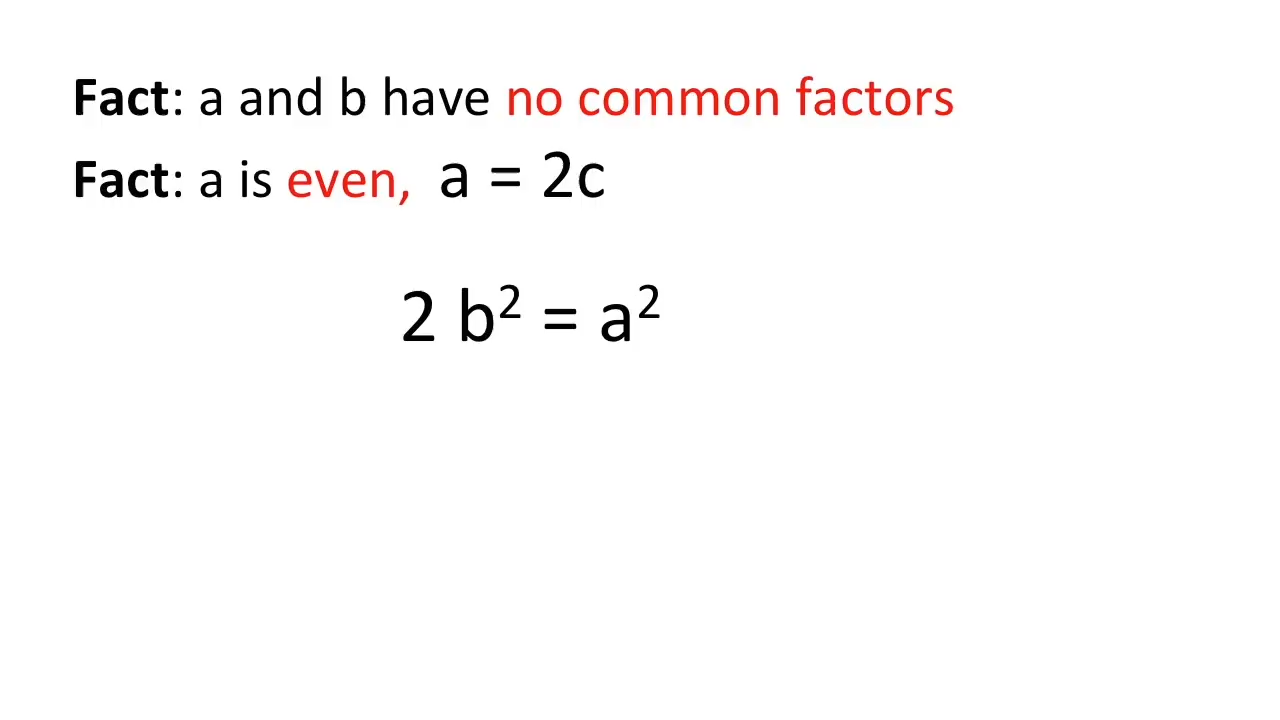 Fact: a and b have no common factors
Fact: a is even, a = 2c
2 b² = a²